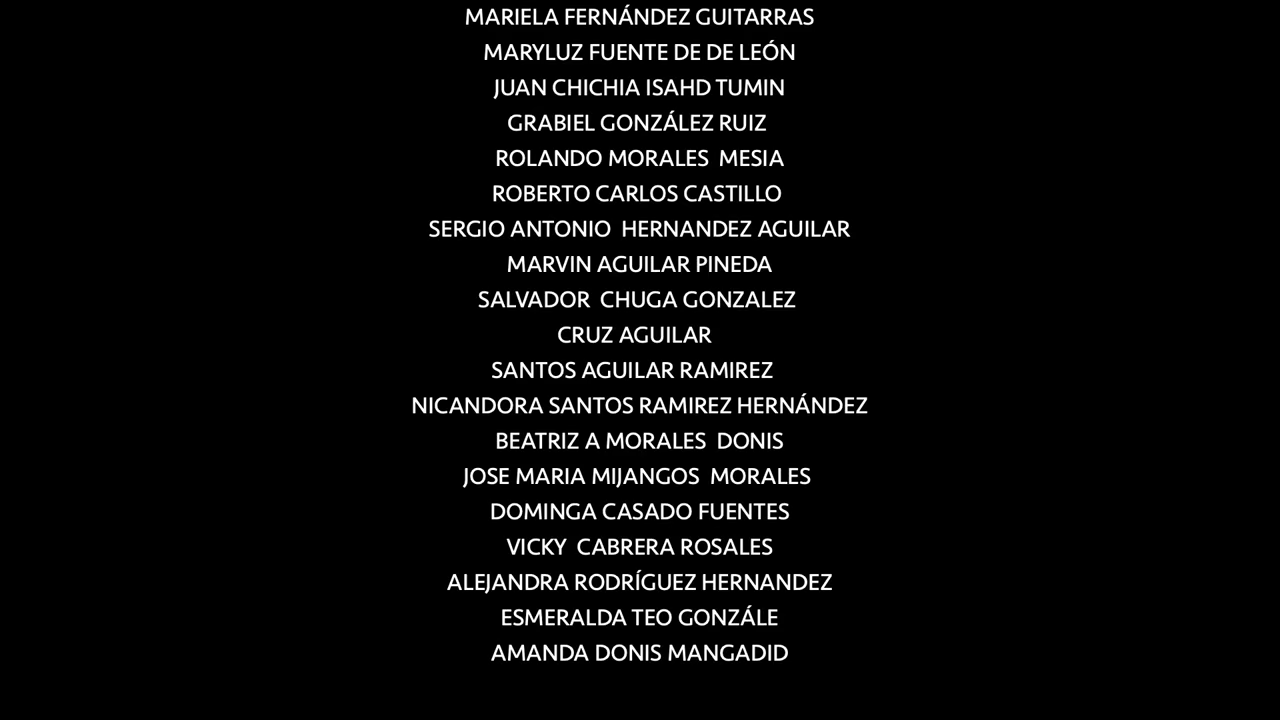 MARIELA FERNÁNDEZ GUITARRAS
MARYLUZ FUENTE DE DE LEÓN
JUAN CHICHIA ISAHD TUMIN
GRABIEL GONZÁLEZ RUIZ
ROLANDO MORALES  MESIA
ROBERTO CARLOS CASTILLO
SERGIO ANTONIO  HERNANDEZ AGUILAR
MARVIN AGUILAR PINEDA
SALVADOR  CHUGA GONZALEZ
CRUZ AGUILAR
SANTOS AGUILAR RAMIREZ
NICANDORA SANTOS RAMIREZ HERNÁNDEZ
BEATRIZ A MORALES  DONIS
JOSE MARIA MIJANGOS  MORALES
DOMINGA CASADO FUENTES
VICKY  CABRERA ROSALES
ALEJANDRA RODRÍGUEZ HERNANDEZ
ESMERALDA TEO GONZÁLE
AMANDA DONIS MANGADID